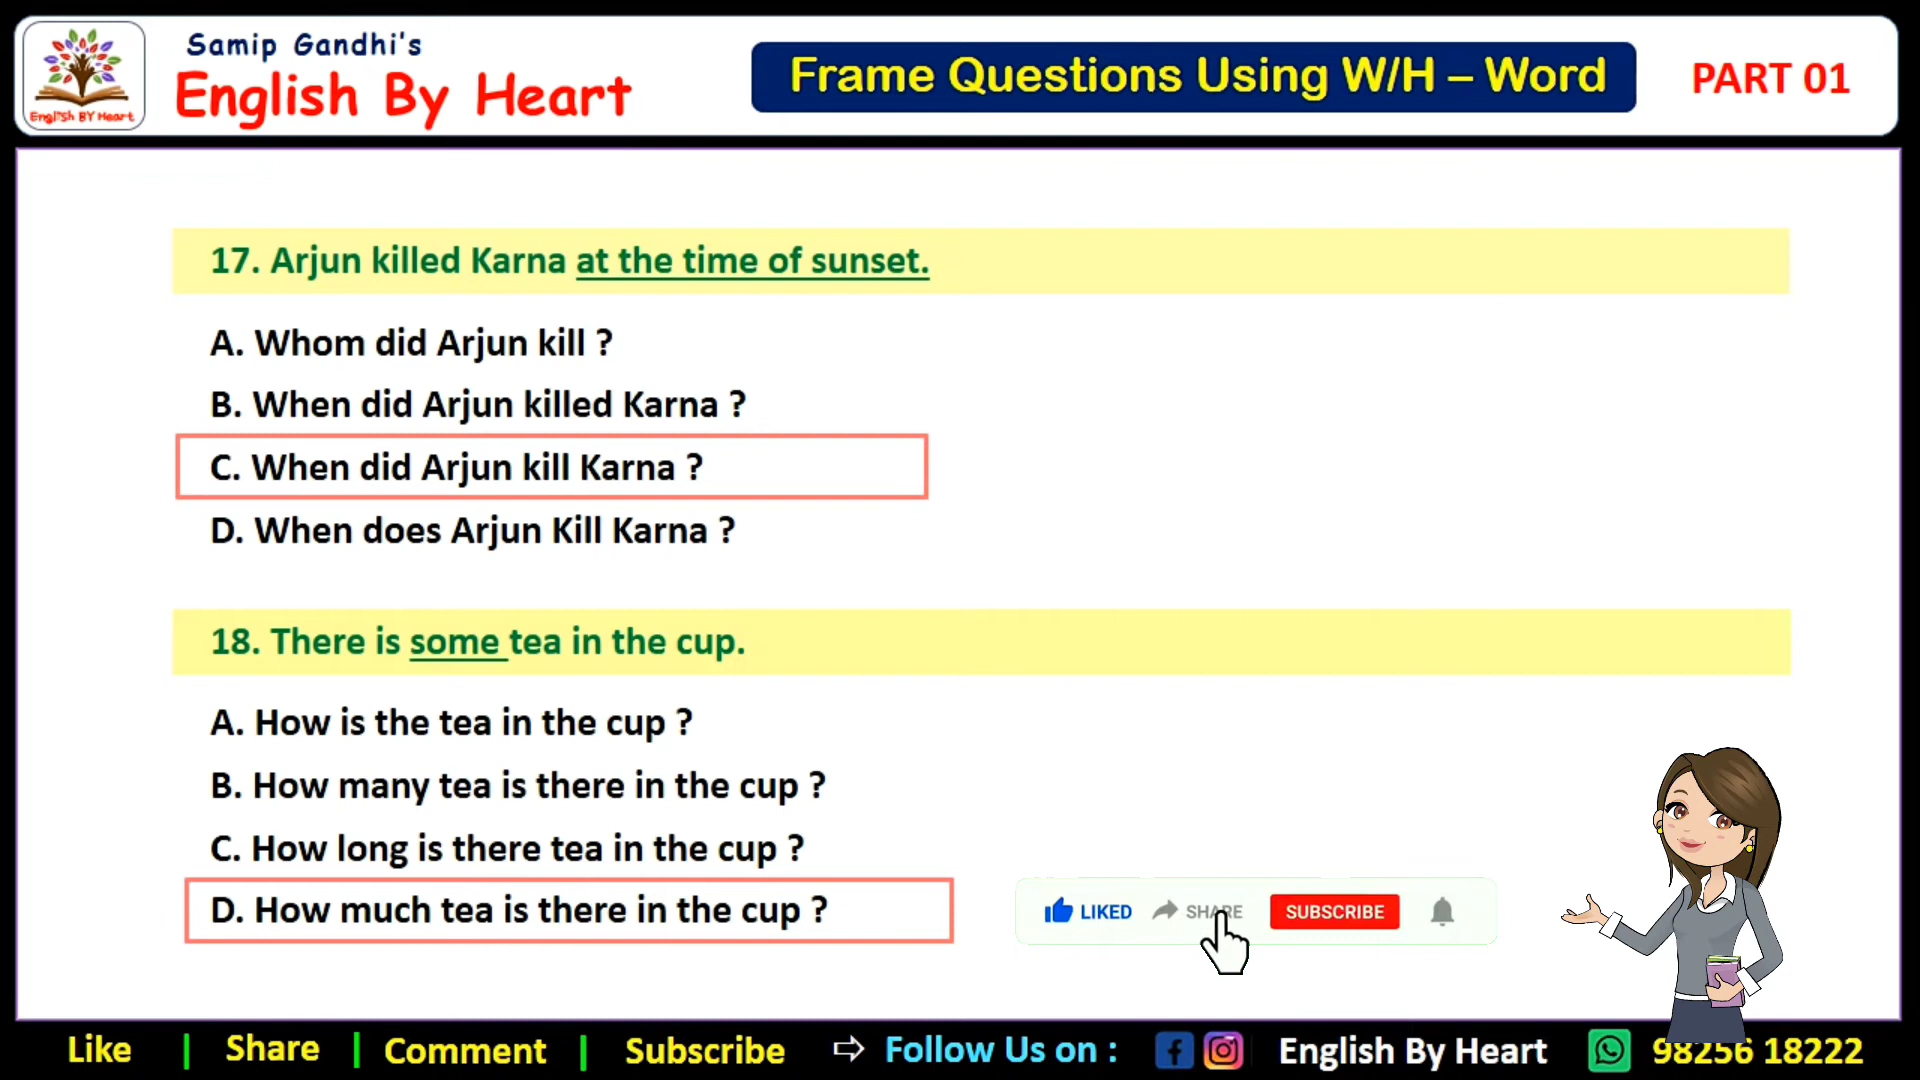 Samip Gandhi's
English By Heart
EngliSh BY Heart
Frame Questions Using W/H – Word
PART 01
17. Arjun killed Karna at the time of sunset.
A. Whom did Arjun kill ?
B. When did Arjun killed Karna ?
C. When did Arjun kill Karna ?
D. When does Arjun Kill Karna ?
18. There is some tea in the cup.
A. How is the tea in the cup ?
B. How many tea is there in the cup ?
C. How long is there tea in the cup ?
D. How much tea is there in the cup ?
LIKED SHARE SUBSCRIBE
Like | Share | Comment | Subscribe ⇨ Follow Us on : English By Heart 98256 18222